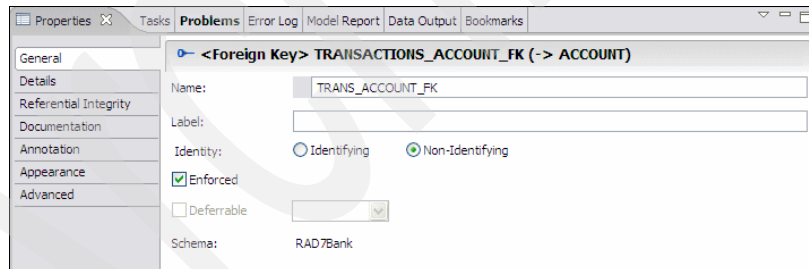 Properties Tasks Problems Error Log Model Report Data Output Bookmarks
<Foreign Key> TRANSACTIONS_ACCOUNT_FK (-> ACCOUNT)
General
Details
Referential Integrity
Documentation
Annotation
Appearance
Advanced
Name: TRANS_ACCOUNT_FK
Label:
Identity: Identifying Non-Identifying
Enforced
Deferrable
Schema: RAD7Bank